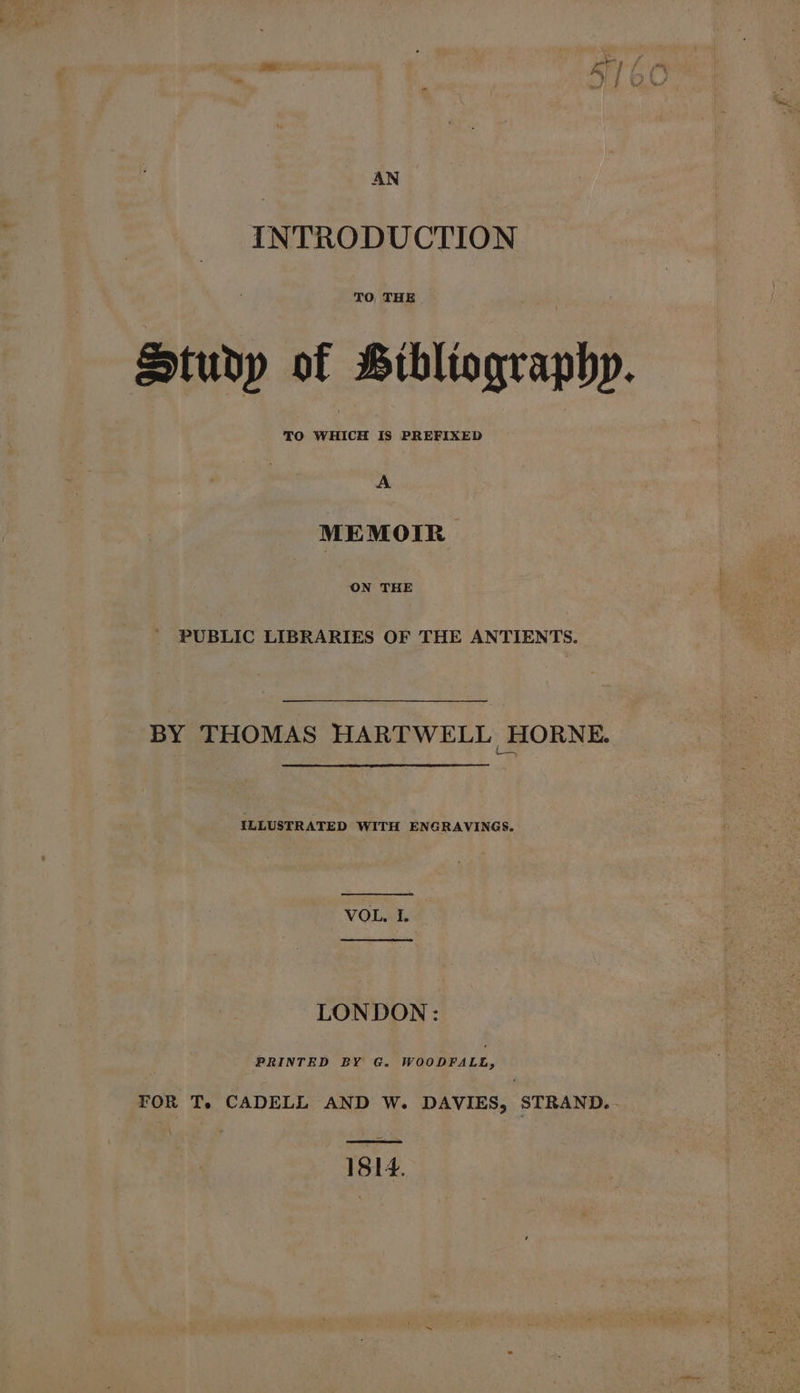 5160
AN
INTRODUCTION
TO THE
Study of Bibliography.
TO WHICH IS PREFIXED
A
MEMOIR
ON THE
PUBLIC LIBRARIES OF THE ANTIENTS.
BY THOMAS HARTWELL HORNE.
ILLUSTRATED WITH ENGRAVINGS.
VOL. I.
LONDON:
PRINTED BY G. WOODFALL,
FOR T. CADELL AND W. DAVIES, STRAND.
1814.